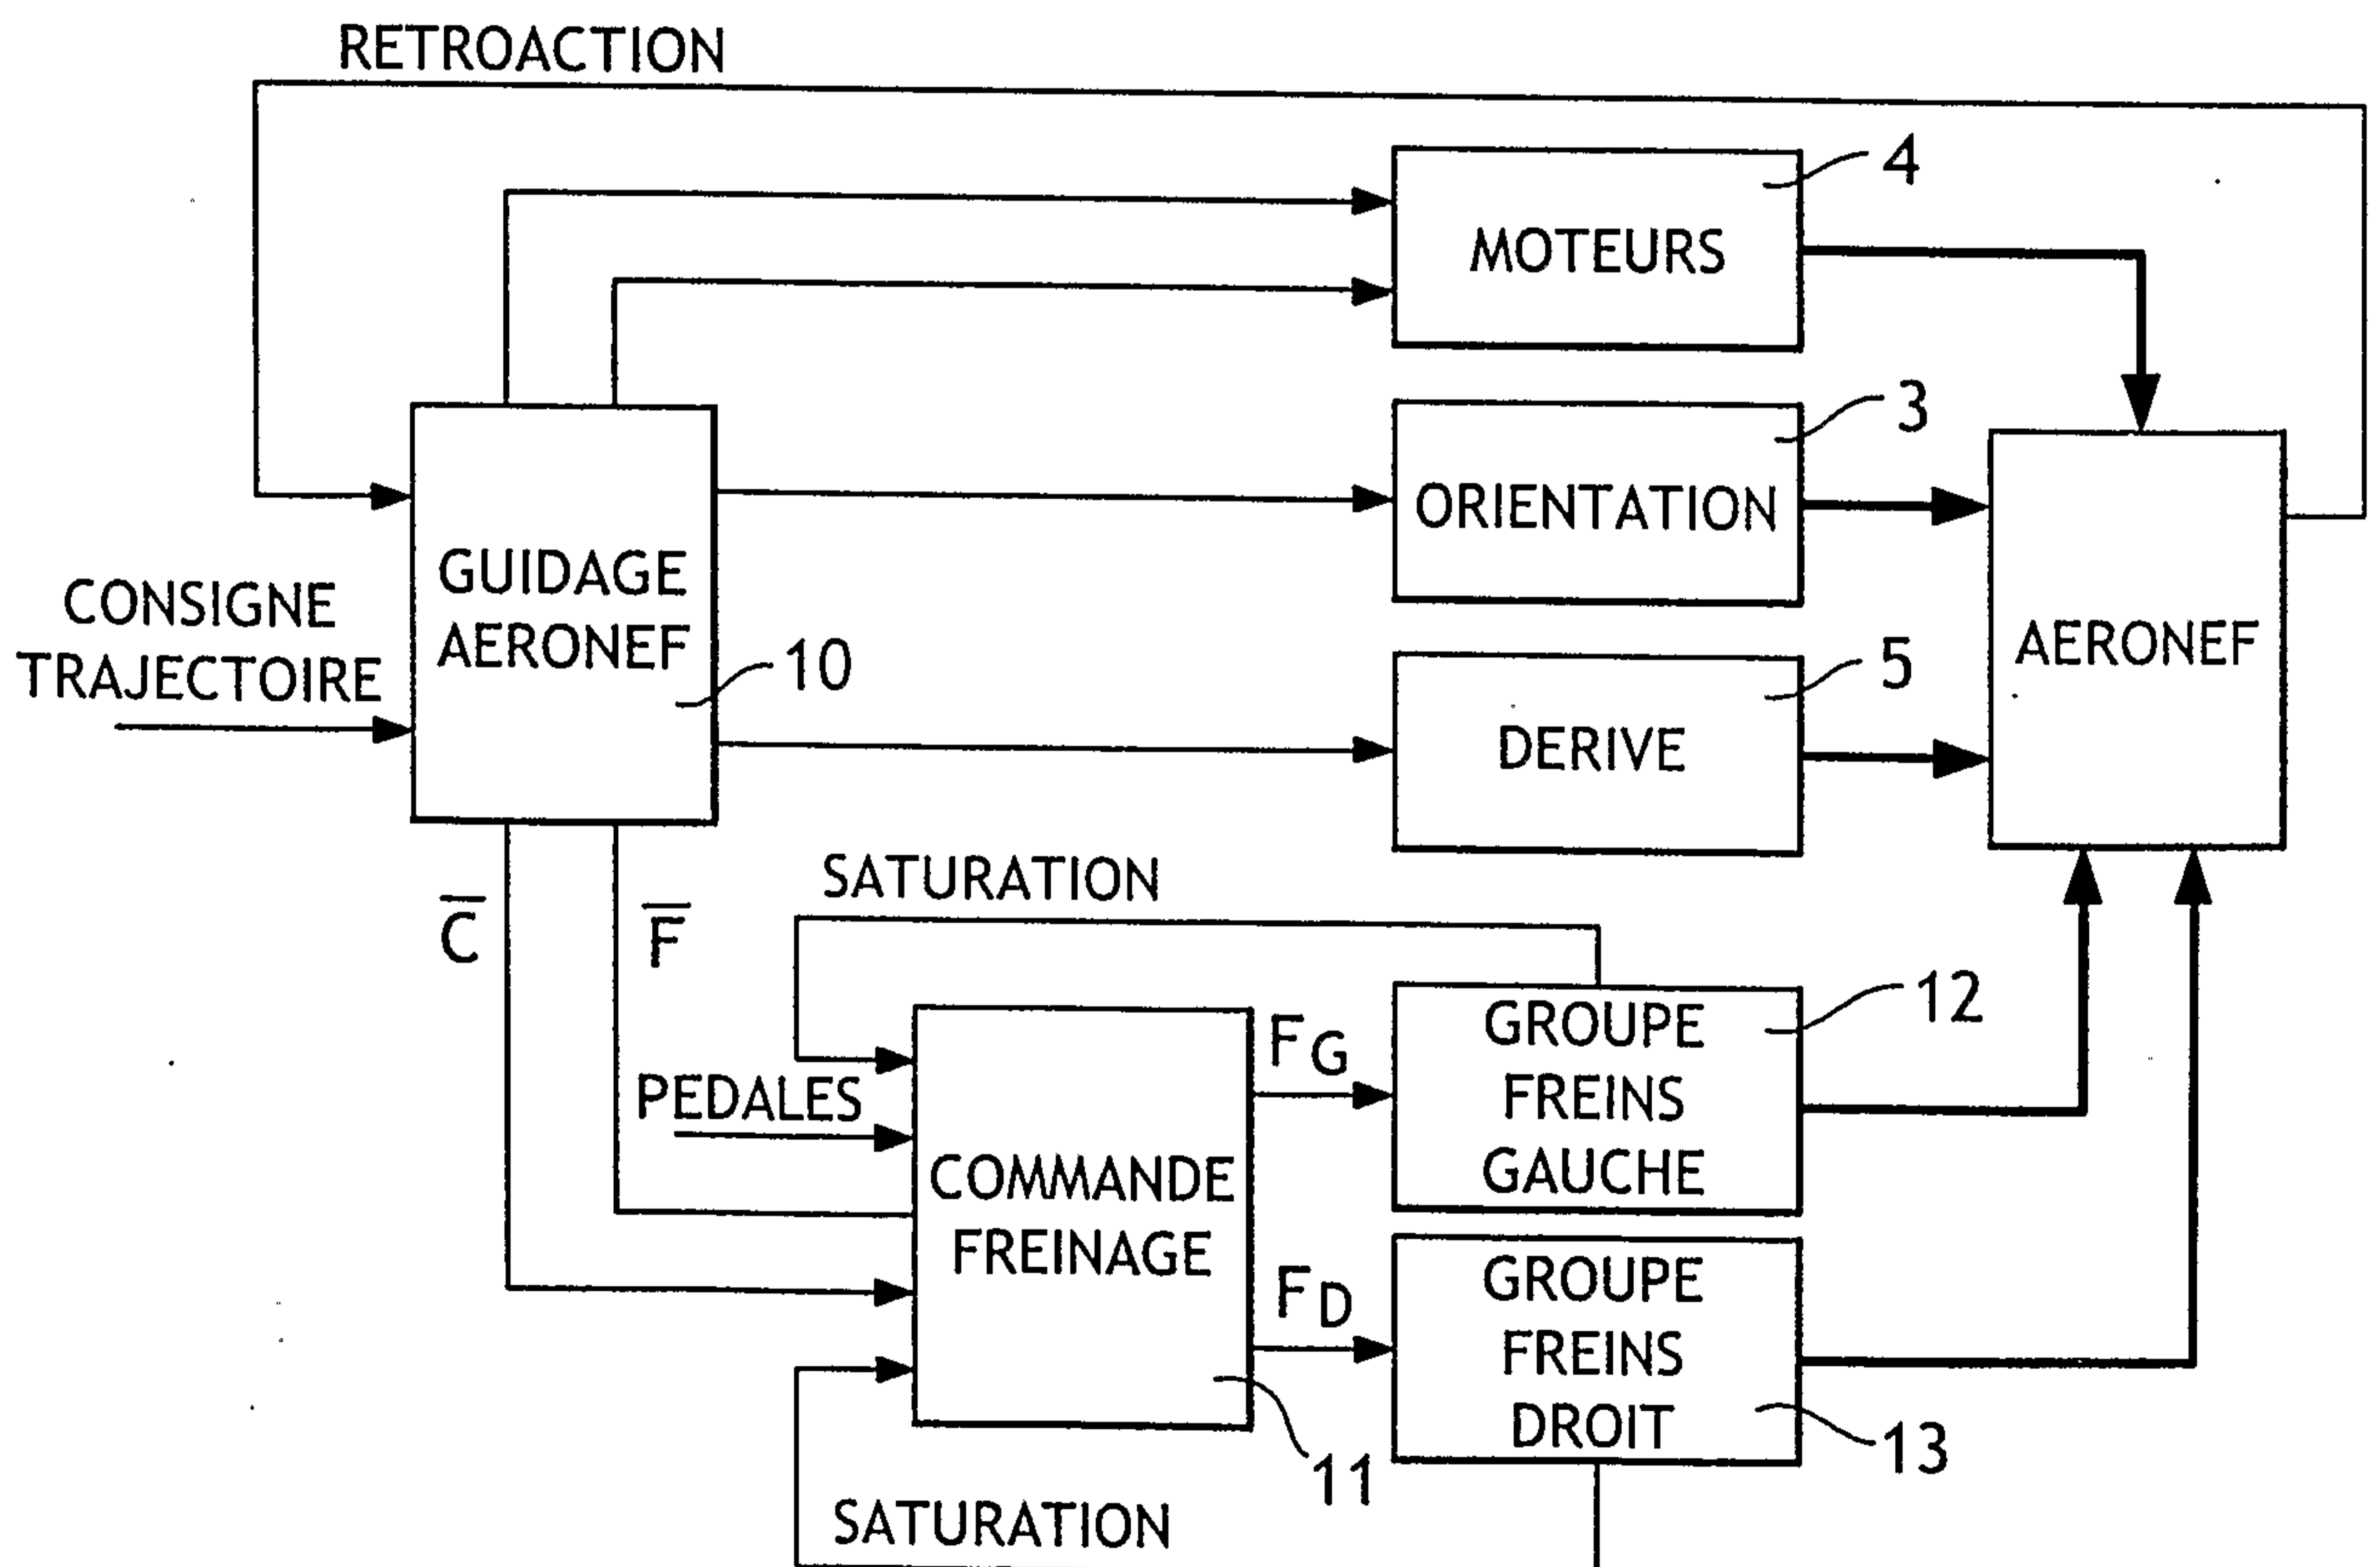 RETROACTION
4
MOTEURS
3
ORIENTATION
GUIDAGE
AERONEF
10
CONSIGNE
TRAJECTOIRE
5
DERIVE
AERONEF
SATURATION
C̅
F̅
12
GROUPE
FREINS
GAUCHE
FG
PEDALES
COMMANDE
FREINAGE
FD
GROUPE
FREINS
DROIT
13
11
SATURATION